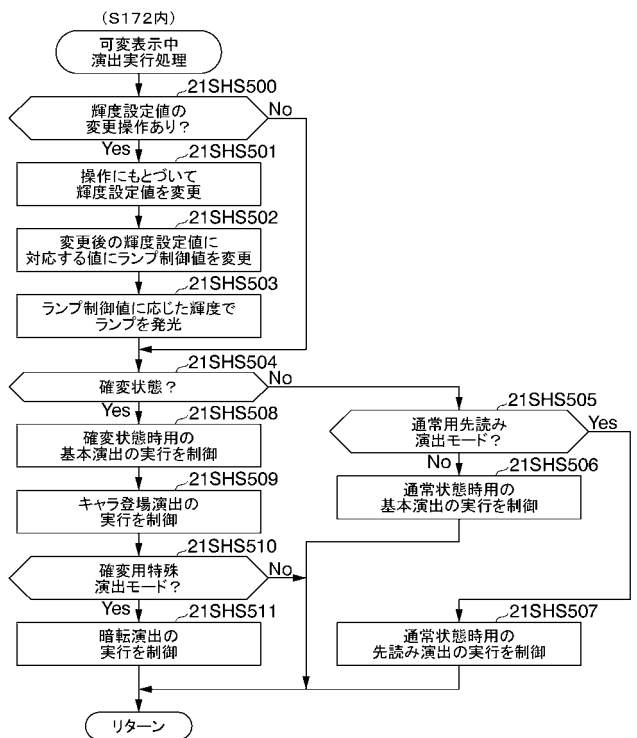 (S172内)
可変表示中
演出実行処理
21SHS500
輝度設定値の
変更操作あり?
No
Yes
21SHS501
操作にもとづいて
輝度設定値を変更
21SHS502
変更後の輝度設定値に
対応する値にランプ制御値を変更
21SHS503
ランプ制御値に応じた輝度で
ランプを発光
21SHS504
確変状態?
No
Yes
21SHS505
通常用先読み
演出モード?
Yes
No
21SHS508
確変状態時用の
基本演出の実行を制御
21SHS506
通常状態時用の
基本演出の実行を制御
21SHS509
キャラ登場演出の
実行を制御
21SHS510
確変用特殊
演出モード?
No
Yes
21SHS511
暗転演出の
実行を制御
21SHS507
通常状態時用の
先読み演出の実行を制御
リターン